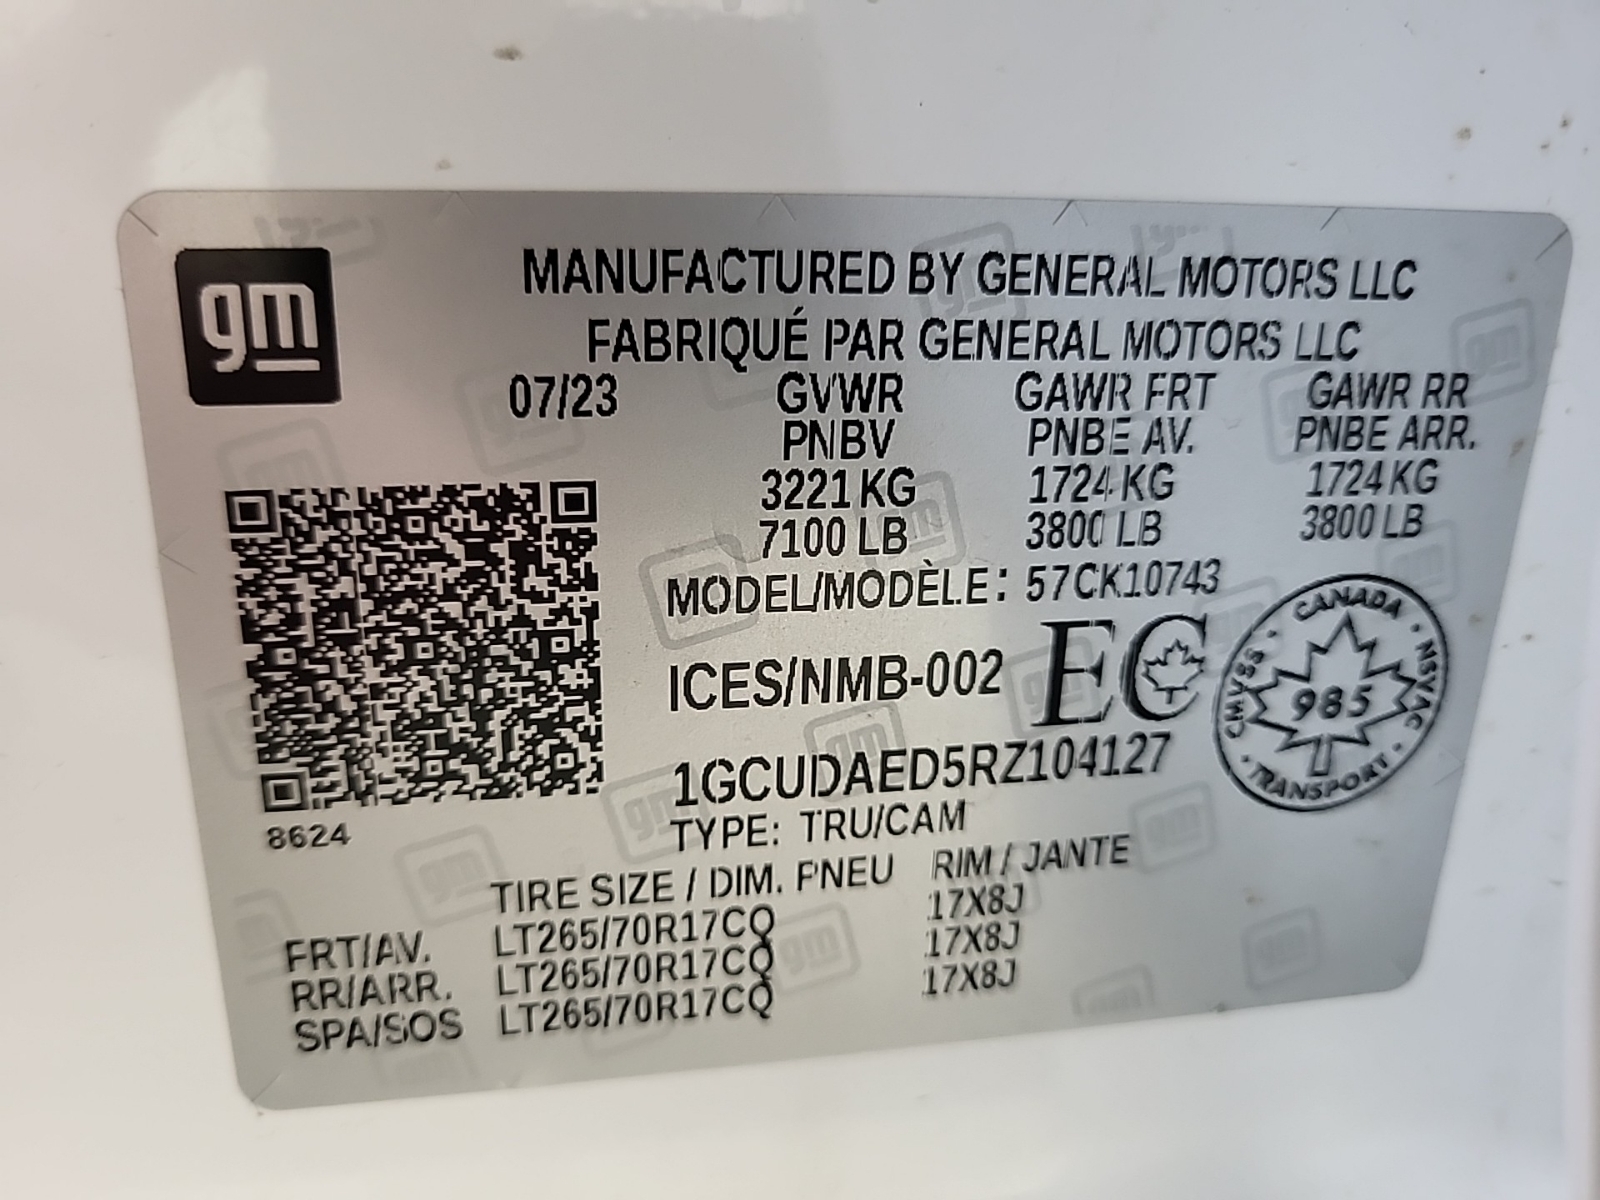 gm
MANUFACTURED BY GENERAL MOTORS LLC
FABRIQUÉ PAR GENERAL MOTORS LLC
07/23 GVWR GAWR FRT GAWR RR
PNBV PNBE AV. PNBE ARR.
3221 KG 1724 KG 1724 KG
7100 LB 3800 LB 3800 LB
MODEL/MODÈLE: 57CK10743
ICES/NMB-002 EC
CANADA · NSVAC · TRANSPORT · CMVSS ·
985
1GCUDAED5RZ104127
8624
TYPE: TRU/CAM
TIRE SIZE / DIM. PNEU RIM / JANTE
FRT/AV. LT265/70R17CQ 17X8J
RR/ARR. LT265/70R17CQ 17X8J
SPA/SOS LT265/70R17CQ 17X8J